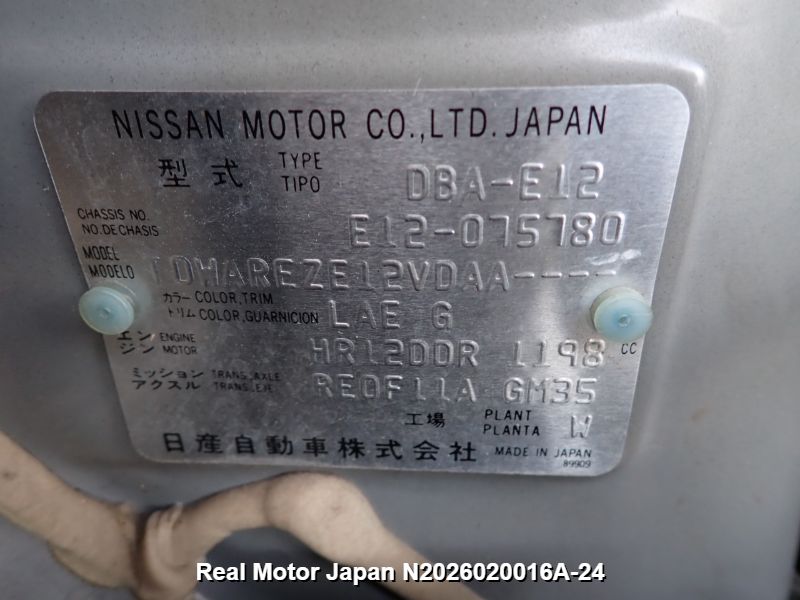 NISSAN MOTOR CO.,LTD. JAPAN
型式 TYPE TIPO DBA-E12
CHASSIS NO. NO.DE CHASIS E12-075780
MODEL MODELO DWAREZE12VDAA----
カラー COLOR,TRIM トリム COLOR,GUARNICION LAE G
エンジン ENGINE MOTOR HR12DDR 1198 CC
ミッション TRANS.,AXLE アクスル TRANS.,EJE RE0F11A GM35
工場 PLANT PLANTA W
日産自動車株式会社 MADE IN JAPAN
89909
Real Motor Japan N2026020016A-24